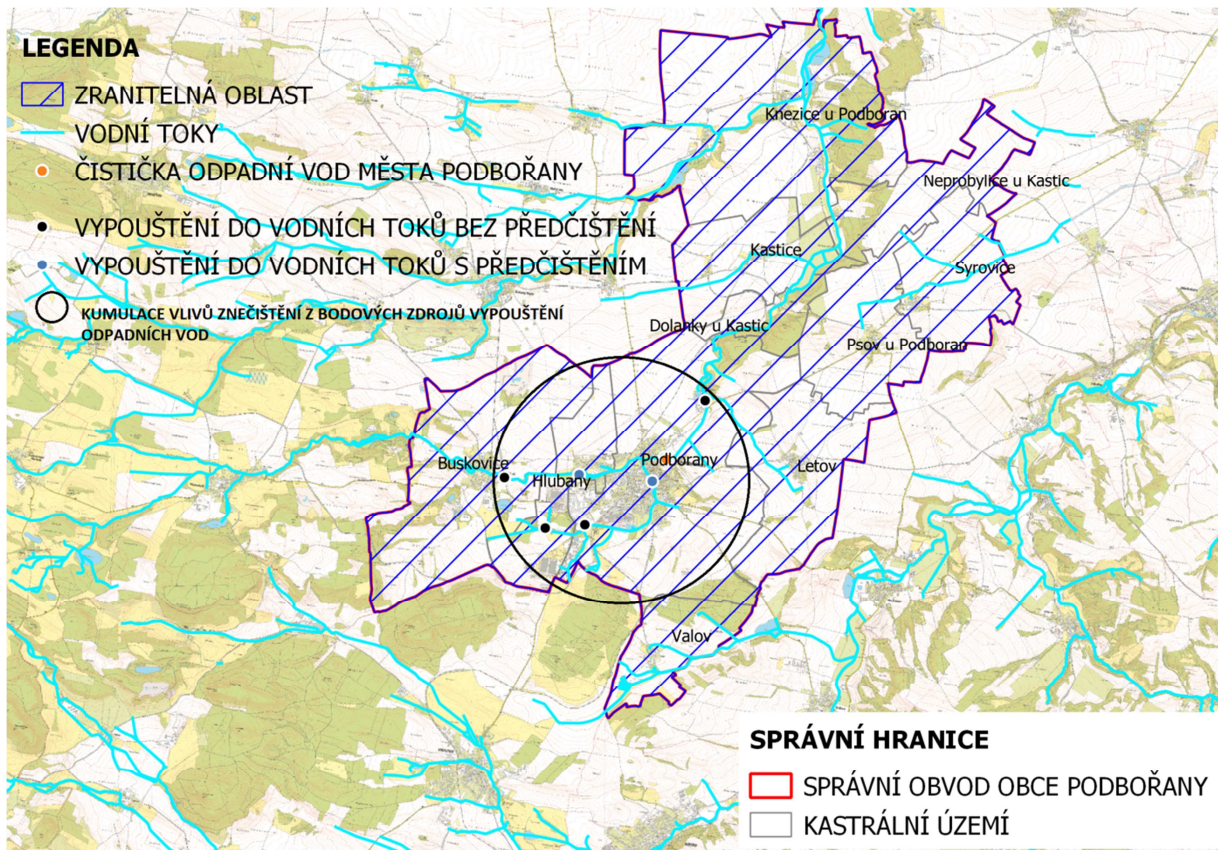 LEGENDA
ZRANITELNÁ OBLAST
VODNÍ TOKY
ČISTIČKA ODPADNÍ VOD MĚSTA PODBOŘANY
VYPOUŠTĚNÍ DO VODNÍCH TOKŮ BEZ PŘEDČIŠTĚNÍ
VYPOUŠTĚNÍ DO VODNÍCH TOKŮ S PŘEDČIŠTĚNÍM
KUMULACE VLIVŮ ZNEČIŠTĚNÍ Z BODOVÝCH ZDROJŮ VYPOUŠTĚNÍ
ODPADNÍCH VOD
Knezice u Podboran
Neprobylice u Kastic
Kastice
Syrovice
Dolanky u Kastic
Psov u Podboran
Buskovice
Hlubany
Podborany
Letov
Valov
SPRÁVNÍ HRANICE
SPRÁVNÍ OBVOD OBCE PODBOŘANY
KASTRÁLNÍ ÚZEMÍ